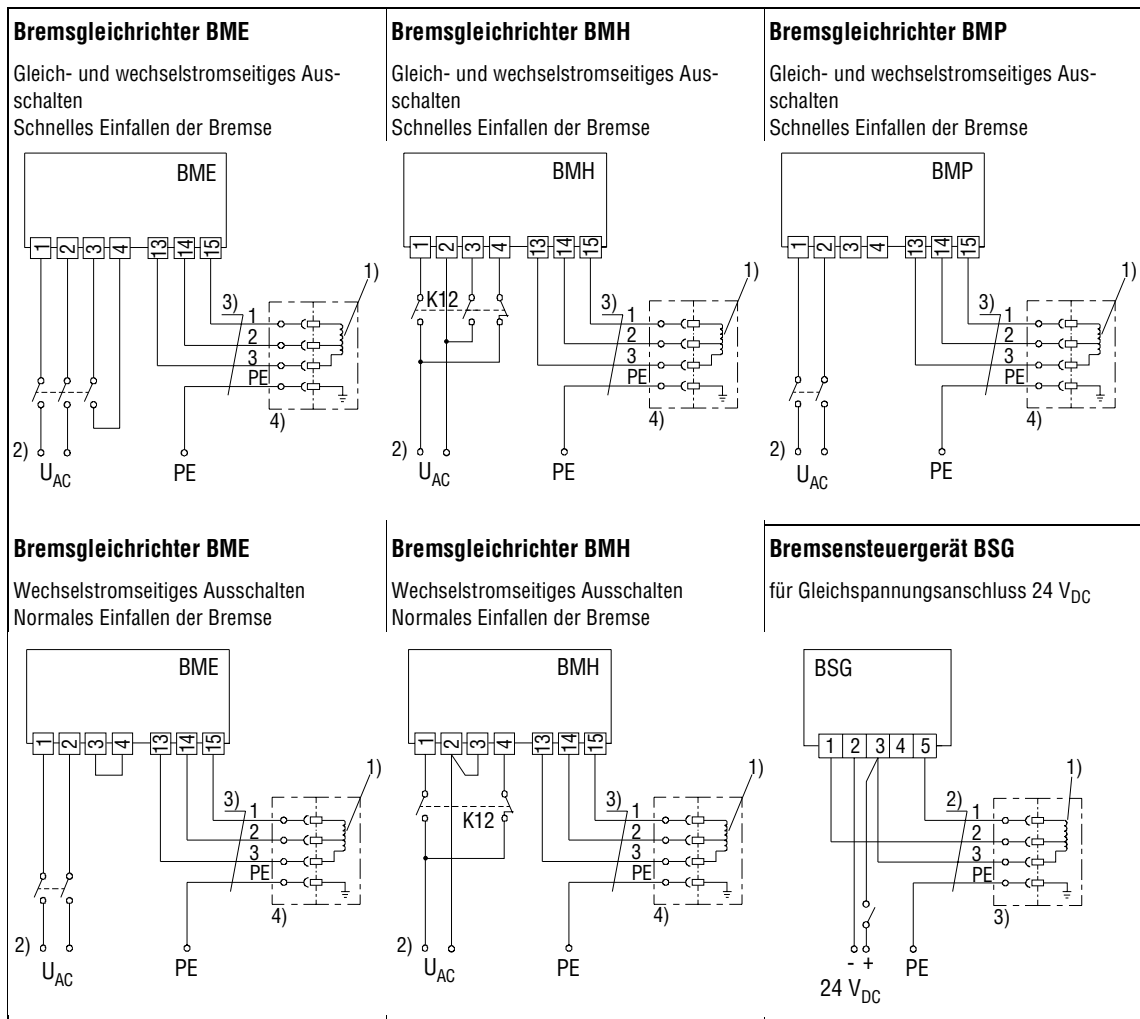 Bremsgleichrichter BME
Gleich- und wechselstromseitiges Aus-
schalten
Schnelles Einfallen der Bremse
BME
1 2 3 4 13 14 15
1)
3) 1
2
3
PE
4)
2)
UAC
PE
Bremsgleichrichter BMH
Gleich- und wechselstromseitiges Aus-
schalten
Schnelles Einfallen der Bremse
BMH
1 2 3 4 13 14 15
1)
K12
3) 1
2
3
PE
4)
2)
UAC
PE
Bremsgleichrichter BMP
Gleich- und wechselstromseitiges Aus-
schalten
Schnelles Einfallen der Bremse
BMP
1 2 3 4 13 14 15
1)
3) 1
2
3
PE
4)
2)
UAC
PE
Bremsgleichrichter BME
Wechselstromseitiges Ausschalten
Normales Einfallen der Bremse
BME
1 2 3 4 13 14 15
1)
3) 1
2
3
PE
4)
2)
UAC
PE
Bremsgleichrichter BMH
Wechselstromseitiges Ausschalten
Normales Einfallen der Bremse
BMH
1 2 3 4 13 14 15
1)
3) 1
K12
2
3
PE
4)
2)
UAC
PE
Bremsensteuergerät BSG
für Gleichspannungsanschluss 24 VDC
BSG
1 2 3 4 5
1)
2) 1
2
3
PE
3)
- +
PE
24 VDC